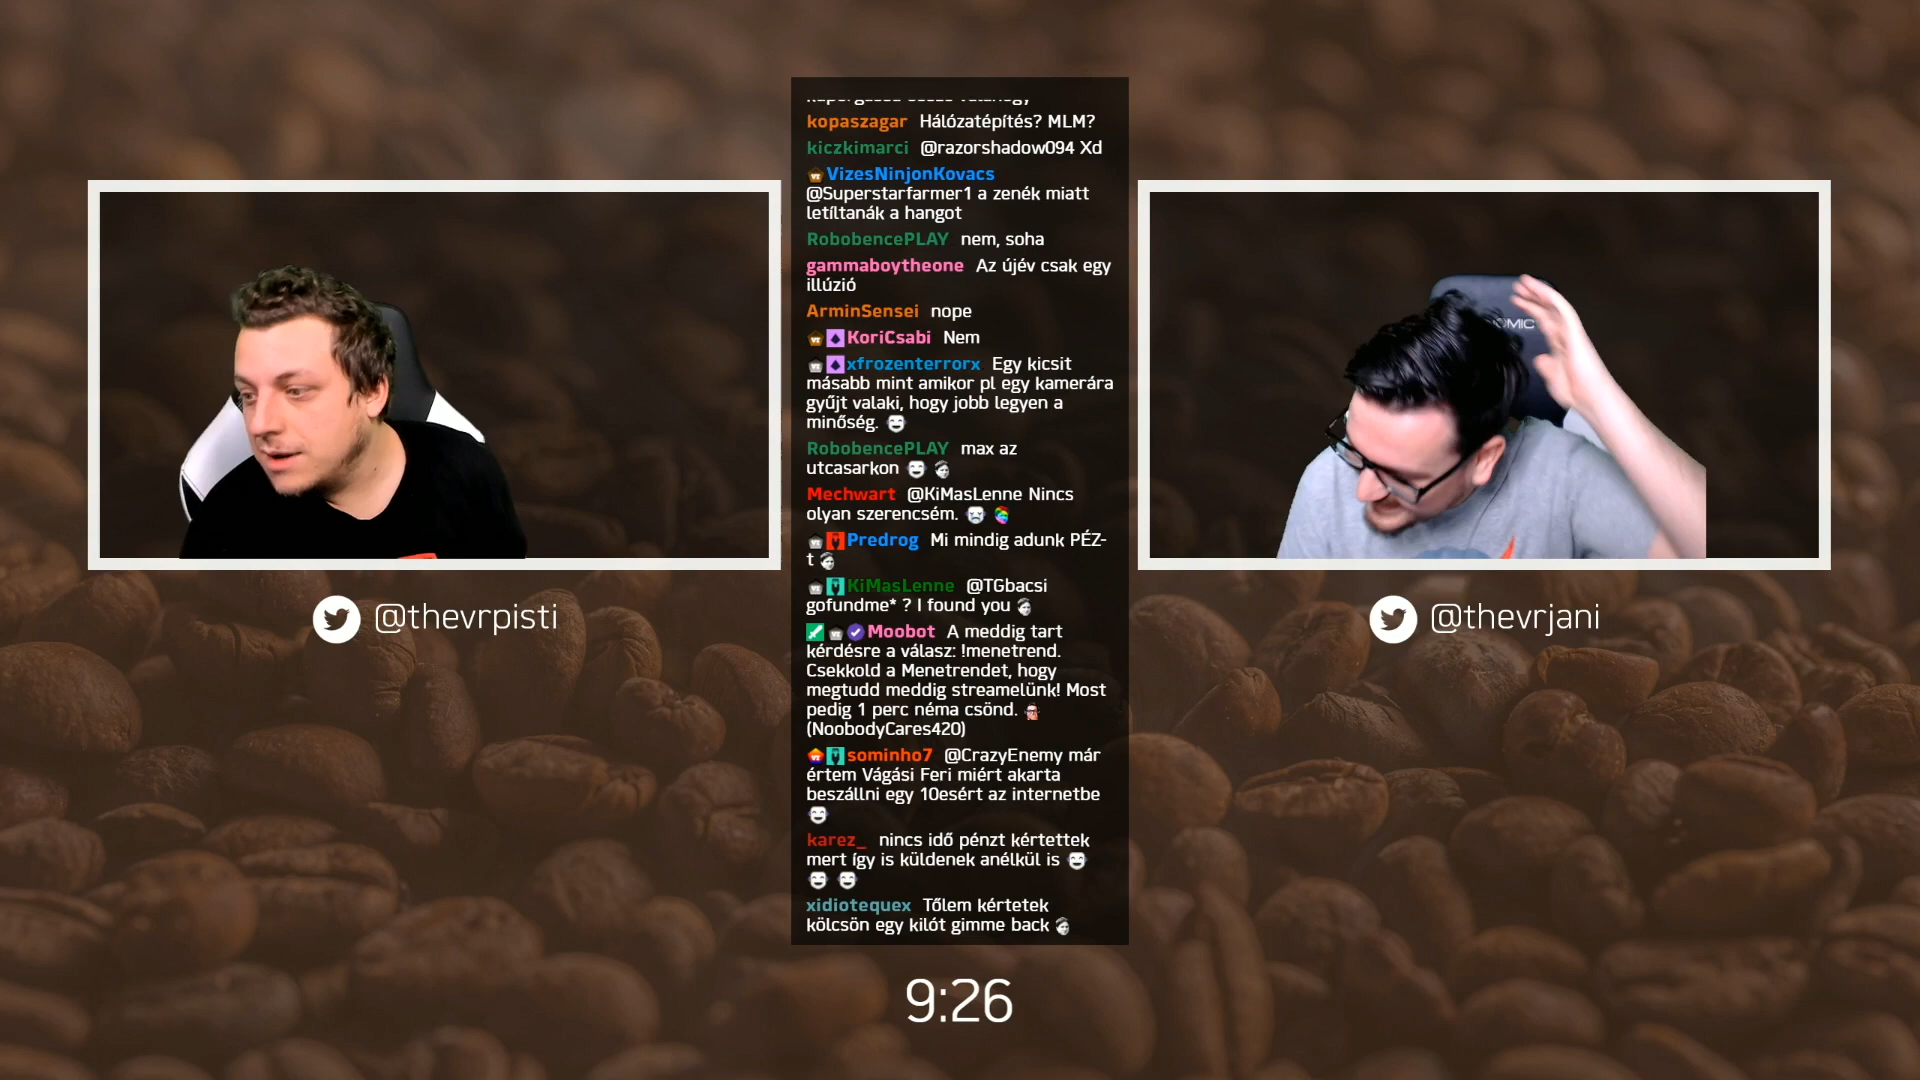 kopaszagar Hálózatépítés? MLM?
kiczkimarci @razorshadow094 Xd
VizesNinjonKovacs
@Superstarfarmer1 a zenék miatt
letíltanák a hangot
RobobencePLAY nem, soha
gammaboytheone Az újév csak egy
illúzió
ArminSensei nope
KoriCsabi Nem
xfrozenterrorx Egy kicsit
másabb mint amikor pl egy kamerára
gyűjt valaki, hogy jobb legyen a
minőség.
RobobencePLAY max az
utcasarkon
Mechwart @KiMasLenne Nincs
olyan szerencsém.
Predrog Mi mindig adunk PÉZ-
t
KiMasLenne @TGbacsi
gofundme* ? I found you
Moobot A meddig tart
kérdésre a válasz: !menetrend.
Csekkold a Menetrendet, hogy
megtudd meddig streamelünk! Most
pedig 1 perc néma csönd.
(NoobodyCares420)
sominho7 @CrazyEnemy már
értem Vágási Feri miért akarta
beszállni egy 10esért az internetbe
karez_ nincs idő pénzt kértettek
mert így is küldenek anélkül is
xidiotequex Tőlem kértetek
kölcsön egy kilót gimme back
@thevrpisti
@thevrjani
9:26